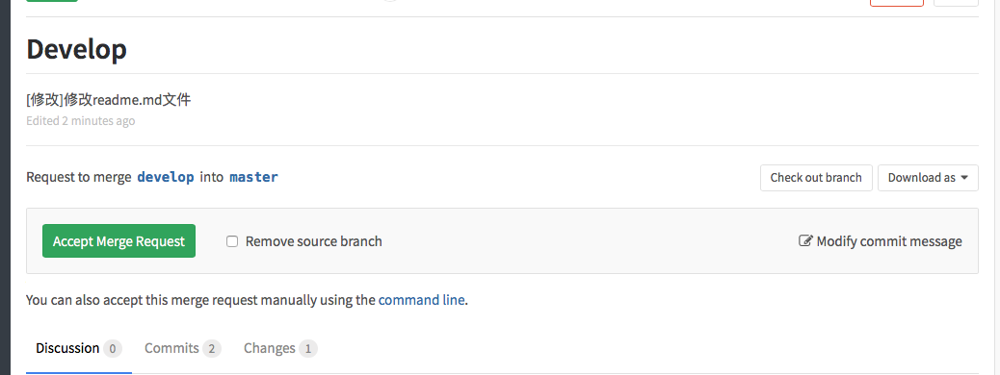 Develop
[修改]修改readme.md文件
Edited 2 minutes ago
Request to merge develop into master
Check out branch
Download as
Accept Merge Request
Remove source branch
Modify commit message
You can also accept this merge request manually using the command line.
Discussion 0
Commits 2
Changes 1